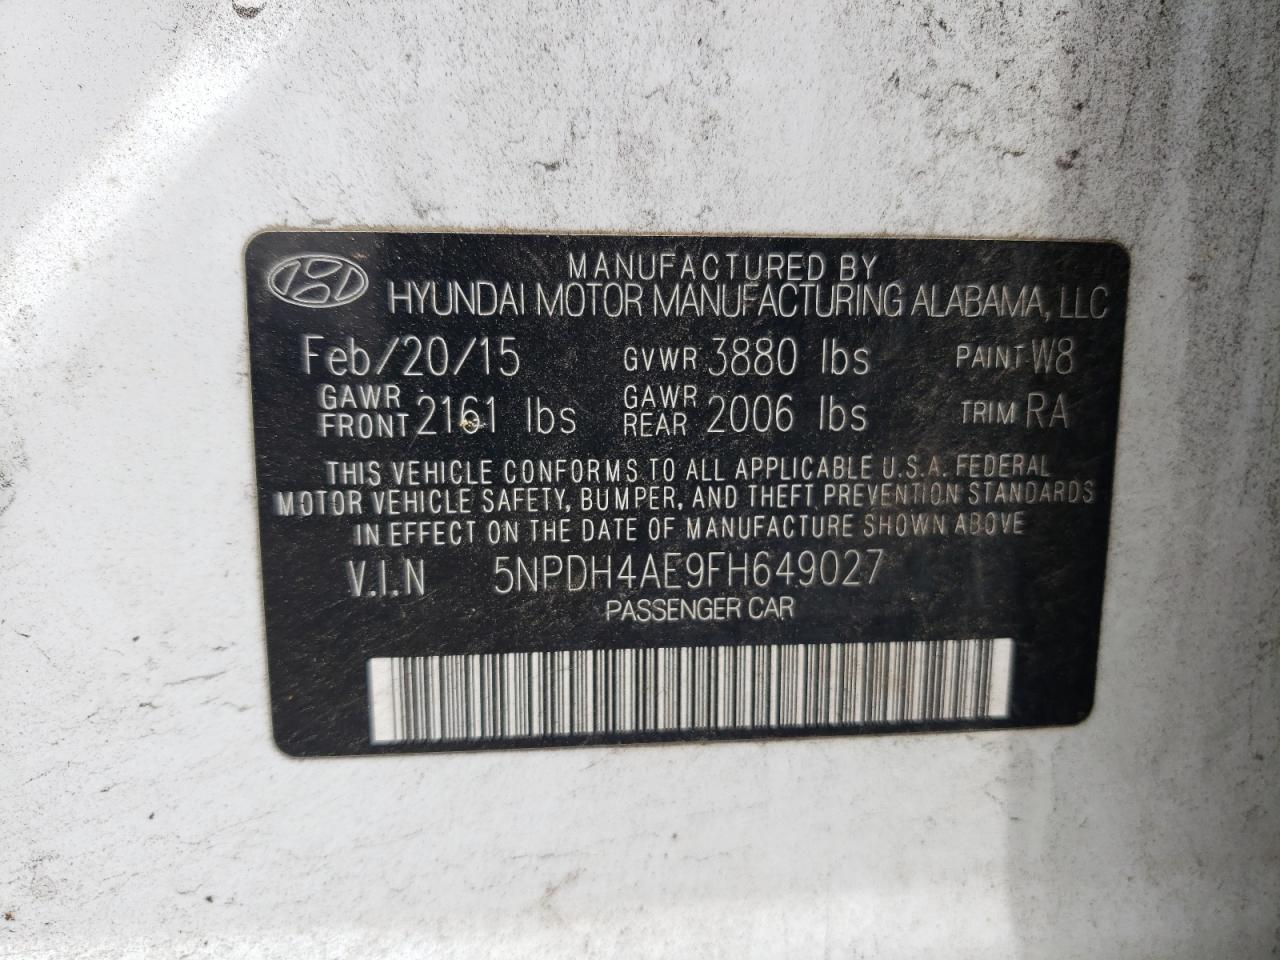 MANUFACTURED BY
HYUNDAI MOTOR MANUFACTURING ALABAMA, LLC
Feb/20/15 GVWR 3880 lbs PAINT W8
GAWR FRONT 2161 lbs GAWR REAR 2006 lbs TRIM RA
THIS VEHICLE CONFORMS TO ALL APPLICABLE U.S.A. FEDERAL
MOTOR VEHICLE SAFETY, BUMPER, AND THEFT PREVENTION STANDARDS
IN EFFECT ON THE DATE OF MANUFACTURE SHOWN ABOVE
V.I.N 5NPDH4AE9FH649027
PASSENGER CAR